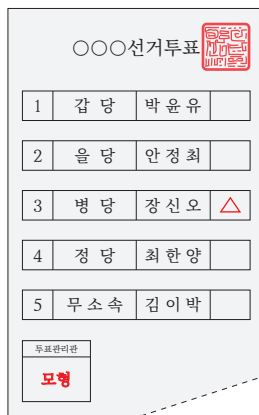 ○○○선거투표
1 갑 당 박윤유
2 을 당 안정최
3 병 당 장신오 △
4 정 당 최한양
5 무소속 김이박
투표관리관
모형